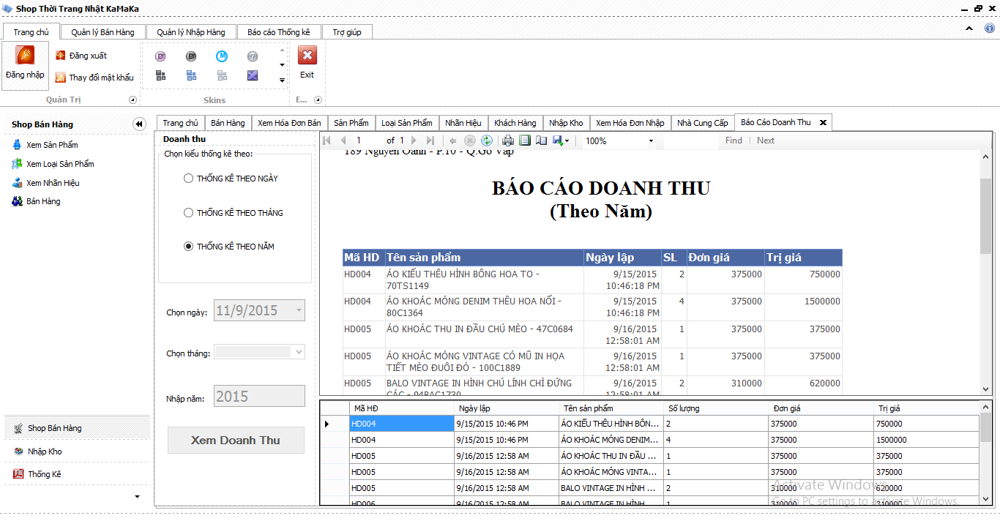 Shop Thời Trang Nhật KaMaKa
Trang chủ Quản lý Bán Hàng Quản lý Nhập Hàng Báo cáo Thống kê Trợ giúp
Đăng nhập
Đăng xuất
Thay đổi mật khẩu
Exit
Quản Trị Skins E...
Shop Bán Hàng
Xem Sản Phẩm
Xem Loại Sản Phẩm
Xem Nhãn Hiệu
Bán Hàng
Shop Bán Hàng
Nhập Kho
Thống Kê
Trang chủ Bán Hàng Xem Hóa Đơn Bán Sản Phẩm Loại Sản Phẩm Nhãn Hiệu Khách Hàng Nhập Kho Xem Hóa Đơn Nhập Nhà Cung Cấp Báo Cáo Doanh Thu
Doanh thu
Chọn kiểu thống kê theo:
THỐNG KÊ THEO NGÀY
THỐNG KÊ THEO THÁNG
THỐNG KÊ THEO NĂM
Chọn ngày: 11/9/2015
Chọn tháng:
Nhập năm: 2015
Xem Doanh Thu
1 of 1 100% Find | Next
189 Nguyễn Oanh - P.10 - Q.Gò Vấp
BÁO CÁO DOANH THU
(Theo Năm)
Mã HD Tên sản phẩm Ngày lập SL Đơn giá Trị giá
HD004 ÁO KIỂU THÊU HÌNH BÔNG HOA TO - 9/15/2015 2 375000 750000
70TS1149 10:46:18 PM
HD004 ÁO KHOÁC MỎNG DENIM THÊU HOA NỔI - 9/15/2015 4 375000 1500000
80C1364 10:46:18 PM
HD005 ÁO KHOÁC THU IN ĐẦU CHÚ MÈO - 47C0684 9/16/2015 1 375000 375000
12:58:01 AM
HD005 ÁO KHOÁC MỎNG VINTAGE CÓ MŨ IN HỌA 9/16/2015 1 375000 375000
TIẾT MÈO ĐUÔI ĐỎ - 100C1889 12:58:01 AM
HD005 BALO VINTAGE IN HÌNH CHÚ LÍNH CHÌ ĐỨNG 9/16/2015 2 310000 620000
CÁC - 94BAC1730 12:58:01 AM
Mã HĐ Ngày lập Tên sản phẩm Số lượng Đơn giá Trị giá
HD004 9/15/2015 10:46 PM ÁO KIỂU THÊU HÌNH BÔN... 2 375000 750000
HD004 9/15/2015 10:46 PM ÁO KHOÁC MỎNG DENIM... 4 375000 1500000
HD005 9/16/2015 12:58 AM ÁO KHOÁC THU IN ĐẦU ... 1 375000 375000
HD005 9/16/2015 12:58 AM ÁO KHOÁC MỎNG VINTA... 1 375000 375000
HD005 9/16/2015 12:58 AM BALO VINTAGE IN HÌNH ... 2 310000 620000
HD006 9/16/2015 12:58 AM BALO VINTAGE IN HÌNH ... 1 310000 310000
Activate Windows
Go to PC settings to activate Windows.